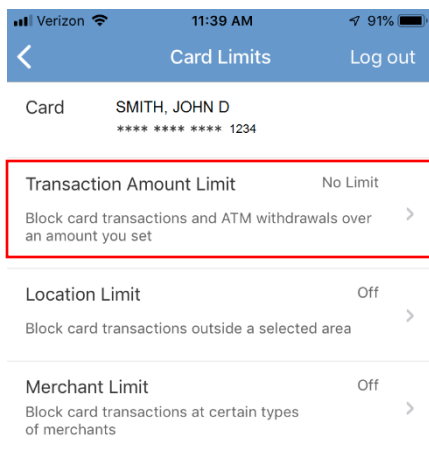 Verizon 11:39 AM 91%
Card Limits Log out
Card SMITH, JOHN D
**** **** **** 1234
Transaction Amount Limit No Limit
Block card transactions and ATM withdrawals over
an amount you set
Location Limit Off
Block card transactions outside a selected area
Merchant Limit Off
Block card transactions at certain types
of merchants